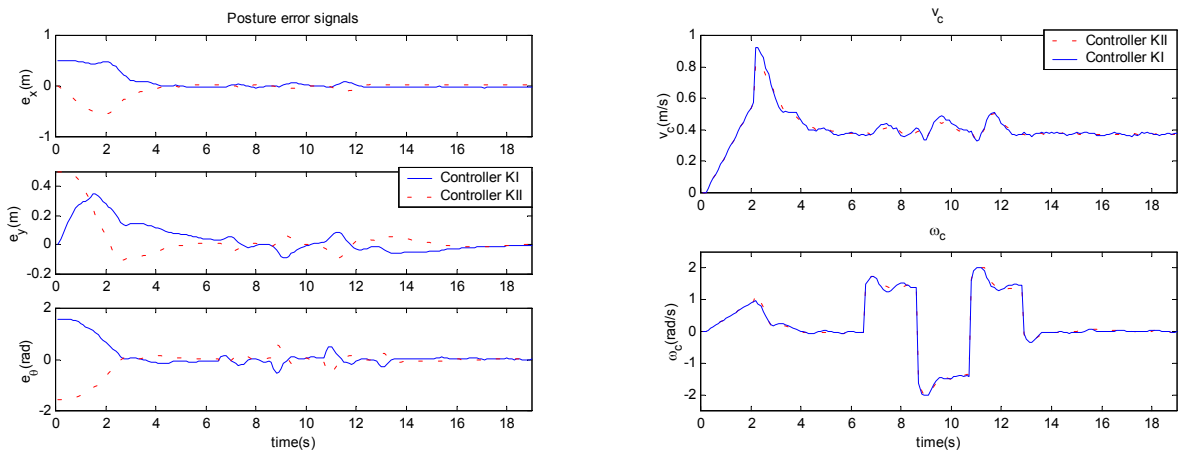 Posture error signals
1
0
-1
e_x(m)
0 2 4 6 8 10 12 14 16 18
0.4
0.2
0
-0.2
e_y(m)
Controller KI
Controller KII
0 2 4 6 8 10 12 14 16 18
2
0
-2
e_θ(rad)
0 2 4 6 8 10 12 14 16 18
time(s)
v_c
1
0.8
0.6
0.4
0.2
0
v_c(m/s)
Controller KII
Controller KI
0 2 4 6 8 10 12 14 16 18
ω_c
2
1
0
-1
-2
ω_c(rad/s)
0 2 4 6 8 10 12 14 16 18
time(s)